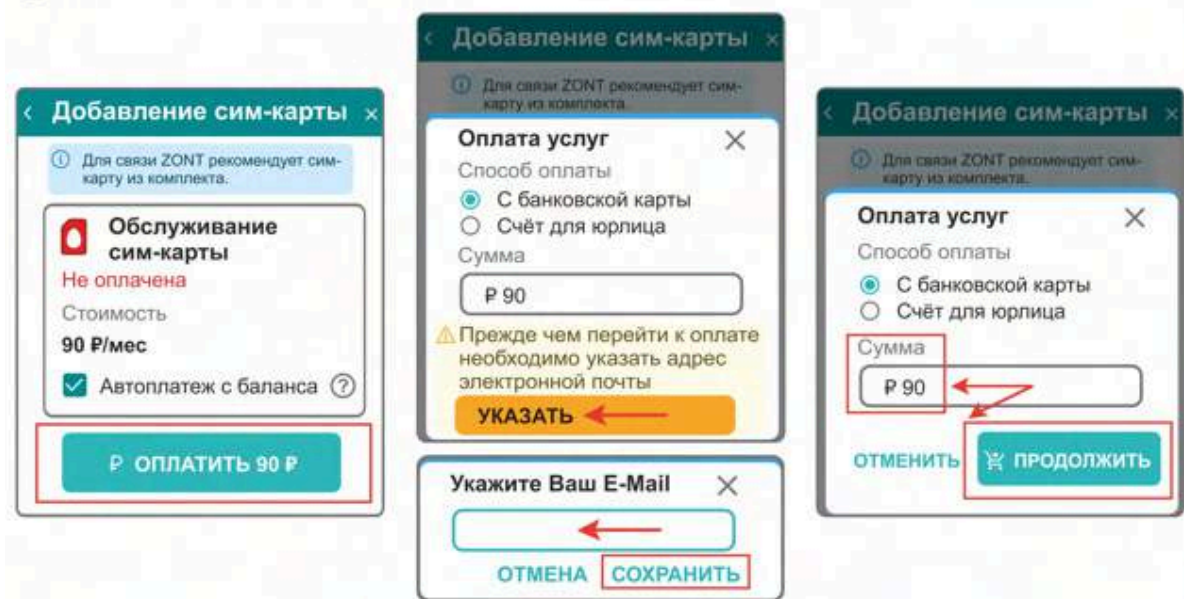 Добавление сим-карты
Для связи ZONT рекомендует сим-
карту из комплекта.
Обслуживание
сим-карты
Не оплачена
Стоимость
90 ₽/мес
Автоплатеж с баланса ?
₽ ОПЛАТИТЬ 90 ₽
Добавление сим-карты
Для связи ZONT рекомендует сим-
карту из комплекта.
Оплата услуг
Способ оплаты
С банковской карты
Счёт для юрлица
Сумма
₽ 90
Прежде чем перейти к оплате
необходимо указать адрес
электронной почты
УКАЗАТЬ
Укажите Ваш E-Mail
ОТМЕНА СОХРАНИТЬ
Добавление сим-карты
Для связи ZONT рекомендует сим-
карту из комплекта.
Оплата услуг
Способ оплаты
С банковской карты
Счёт для юрлица
Сумма
₽ 90
ОТМЕНИТЬ ПРОДОЛЖИТЬ